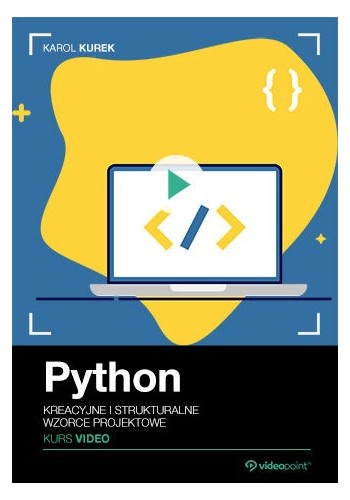 KAROL KUREK
{ }
< / >
Python
KREACYJNE I STRUKTURALNE
WZORCE PROJEKTOWE
KURS VIDEO
videopoint